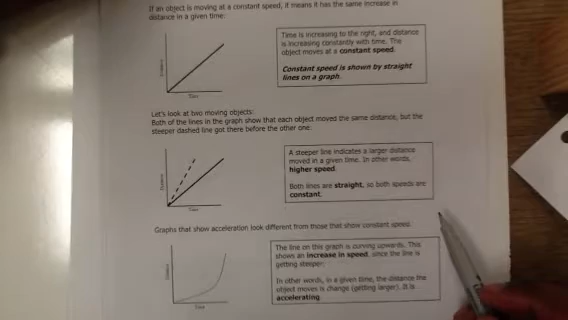 If an object is moving at a constant speed, it means it has the same increase in
distance in a given time:
Time is increasing to the right, and distance
is increasing constantly with time. The
object moves at a constant speed.
Constant speed is shown by straight
lines on a graph.
Distance
Time
Let's look at two moving objects:
Both of the lines in the graph show that each object moved the same distance, but the
steeper dashed line got there before the other one:
A steeper line indicates a larger distance
moved in a given time. In other words,
higher speed.
Both lines are straight, so both speeds are
constant.
Distance
Time
Graphs that show acceleration look different from those that show constant speed.
The line on this graph is curving upwards. This
shows an increase in speed, since the line is
getting steeper:
In other words, in a given time, the distance the
object moves is change (getting larger). It is
accelerating
Distance
Time